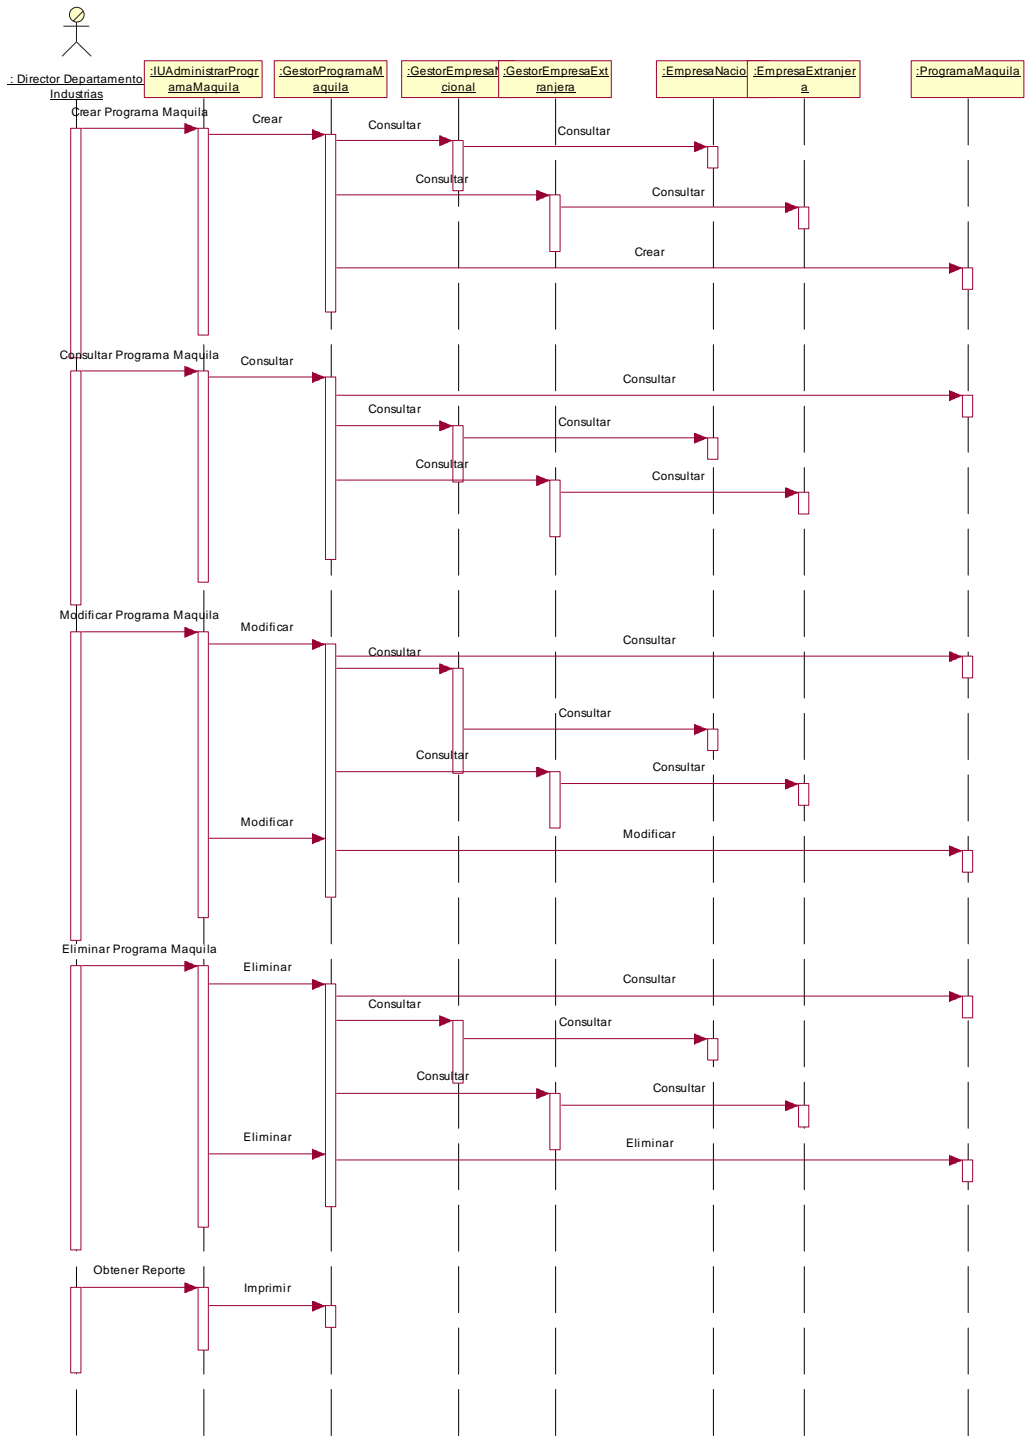 : Director Departamento
Industrias
:IUAdministrarProgr
amaMaquila
:GestorProgramaM
aquila
:GestorEmpresaN
cional
:GestorEmpresaExt
ranjera
:EmpresaNacio
:EmpresaExtranjer
a
:ProgramaMaquila
Crear Programa Maquila
Crear
Consultar
Consultar
Consultar
Consultar
Crear
Consultar Programa Maquila
Consultar
Consultar
Consultar
Consultar
Consultar
Consultar
Modificar Programa Maquila
Modificar
Consultar
Consultar
Consultar
Consultar
Consultar
Modificar
Modificar
Eliminar Programa Maquila
Eliminar
Consultar
Consultar
Consultar
Consultar
Consultar
Eliminar
Eliminar
Obtener Reporte
Imprimir